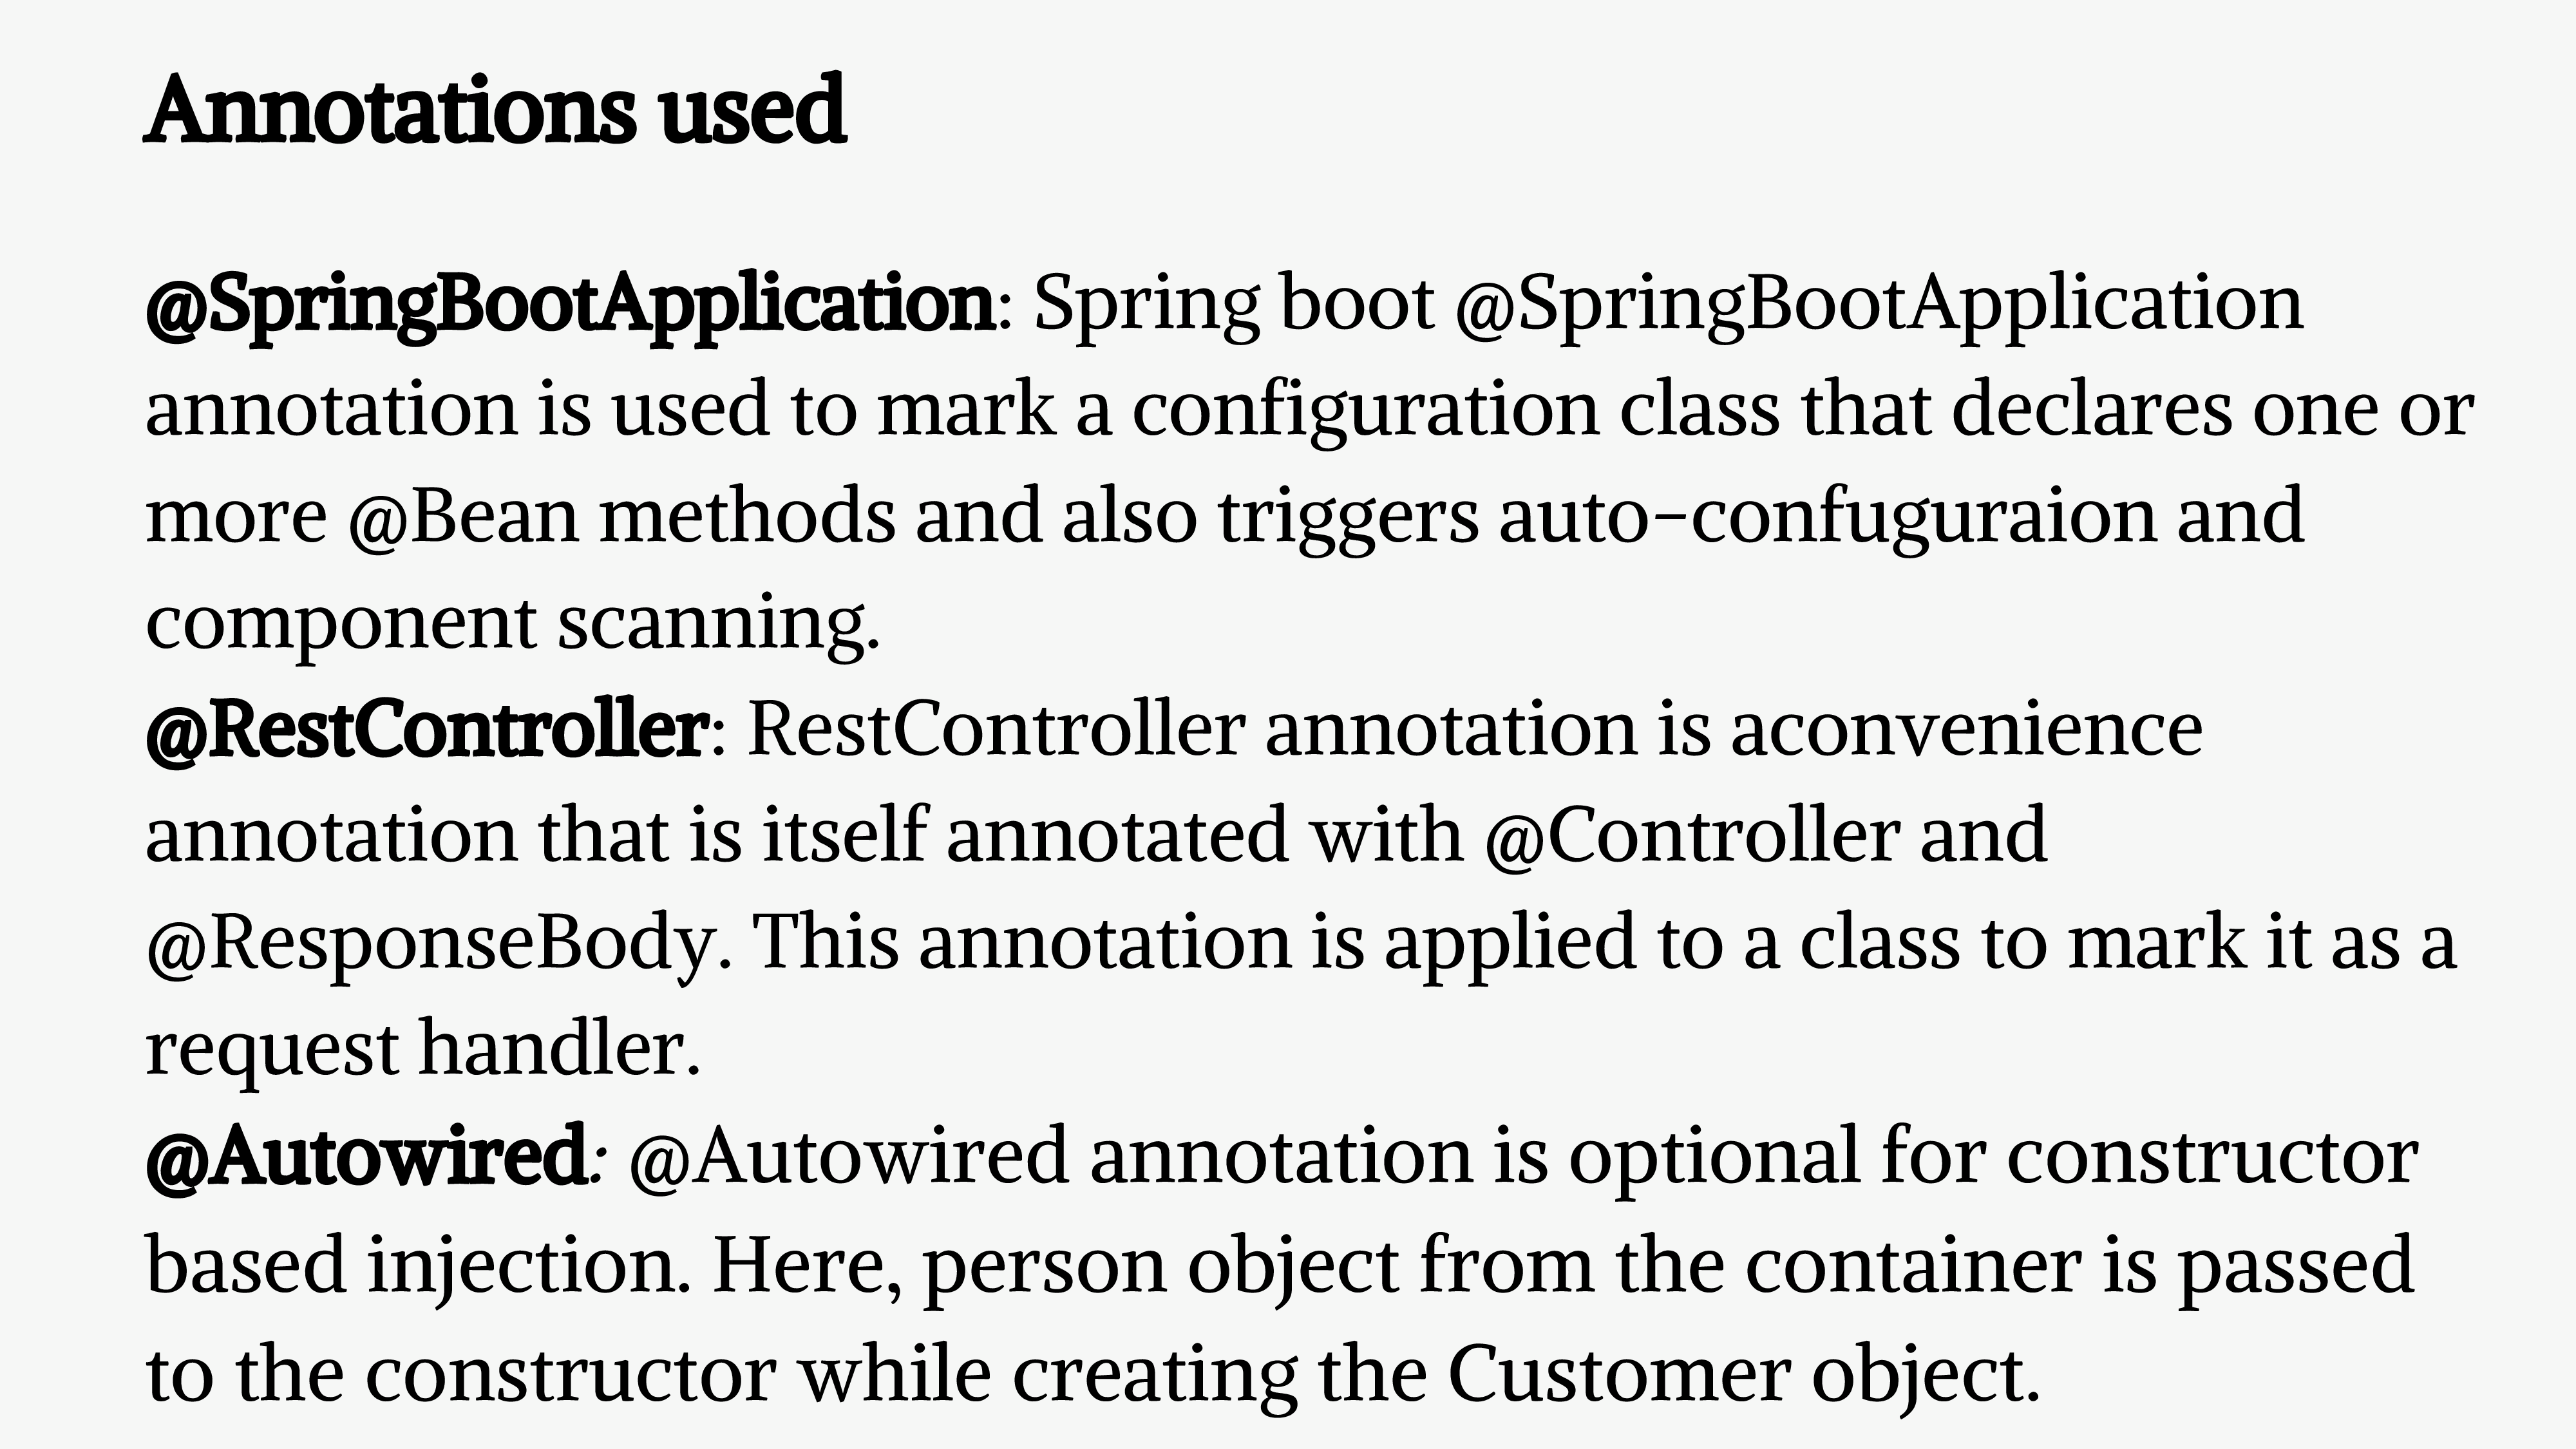 Annotations used
@SpringBootApplication: Spring boot @SpringBootApplication
annotation is used to mark a configuration class that declares one or
more @Bean methods and also triggers auto-confuguraion and
component scanning.
@RestController: RestController annotation is aconvenience
annotation that is itself annotated with @Controller and
@ResponseBody. This annotation is applied to a class to mark it as a
request handler.
@Autowired: @Autowired annotation is optional for constructor
based injection. Here, person object from the container is passed
to the constructor while creating the Customer object.